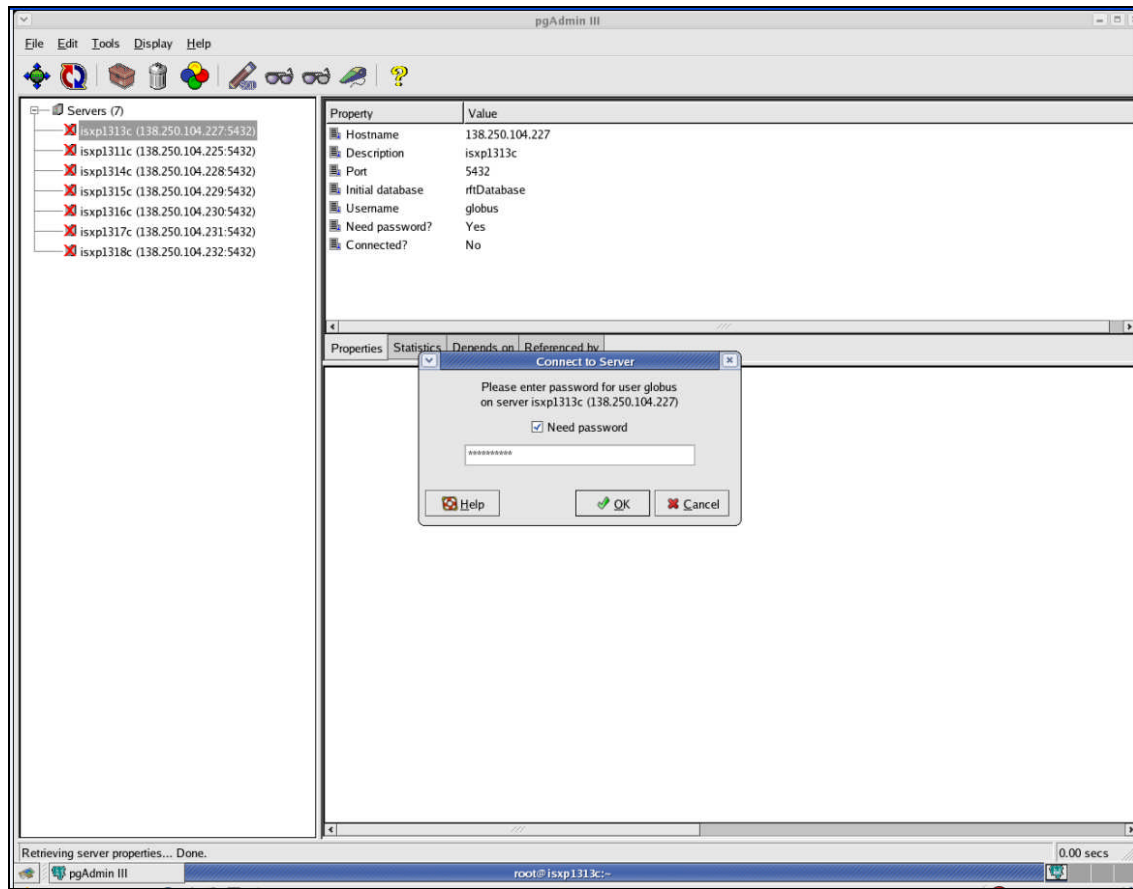 pgAdmin III
File Edit Tools Display Help
Servers (7)
isxp1313c (138.250.104.227:5432)
isxp1311c (138.250.104.225:5432)
isxp1314c (138.250.104.228:5432)
isxp1315c (138.250.104.229:5432)
isxp1316c (138.250.104.230:5432)
isxp1317c (138.250.104.231:5432)
isxp1318c (138.250.104.232:5432)
Property Value
Hostname 138.250.104.227
Description isxp1313c
Port 5432
Initial database rftDatabase
Username globus
Need password? Yes
Connected? No
Properties Statistics Depends on Referenced by
Connect to Server
Please enter password for user globus
on server isxp1313c (138.250.104.227)
Need password
**********
Help OK Cancel
Retrieving server properties... Done. 0.00 secs
pgAdmin III root@isxp1313c:~